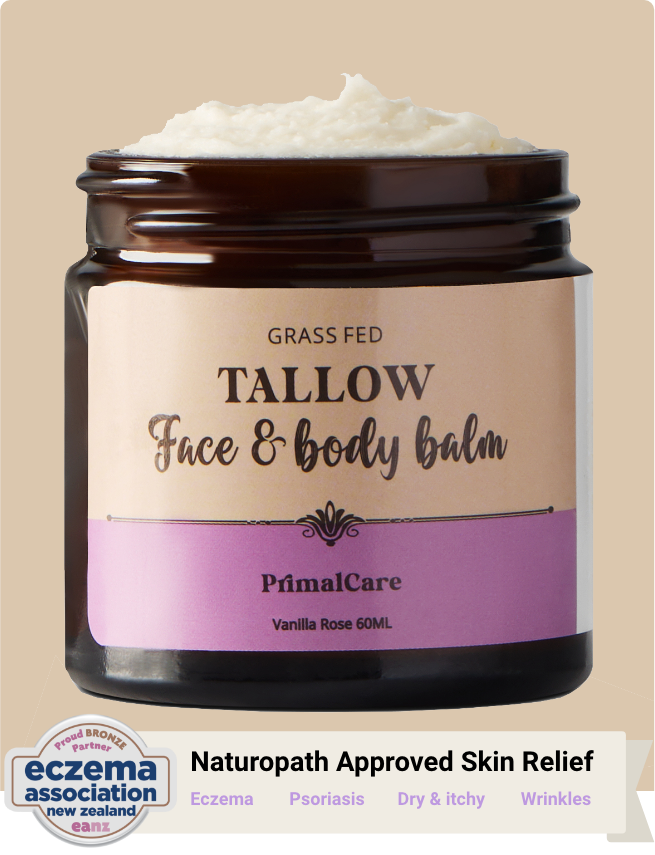 GRASS FED
TALLOW
Face & body balm
PrimalCare
Vanilla Rose 60ML
Proud BRONZE
Partner
eczema
association
new zealand
eanz
Naturopath Approved Skin Relief
Eczema Psoriasis Dry & itchy Wrinkles